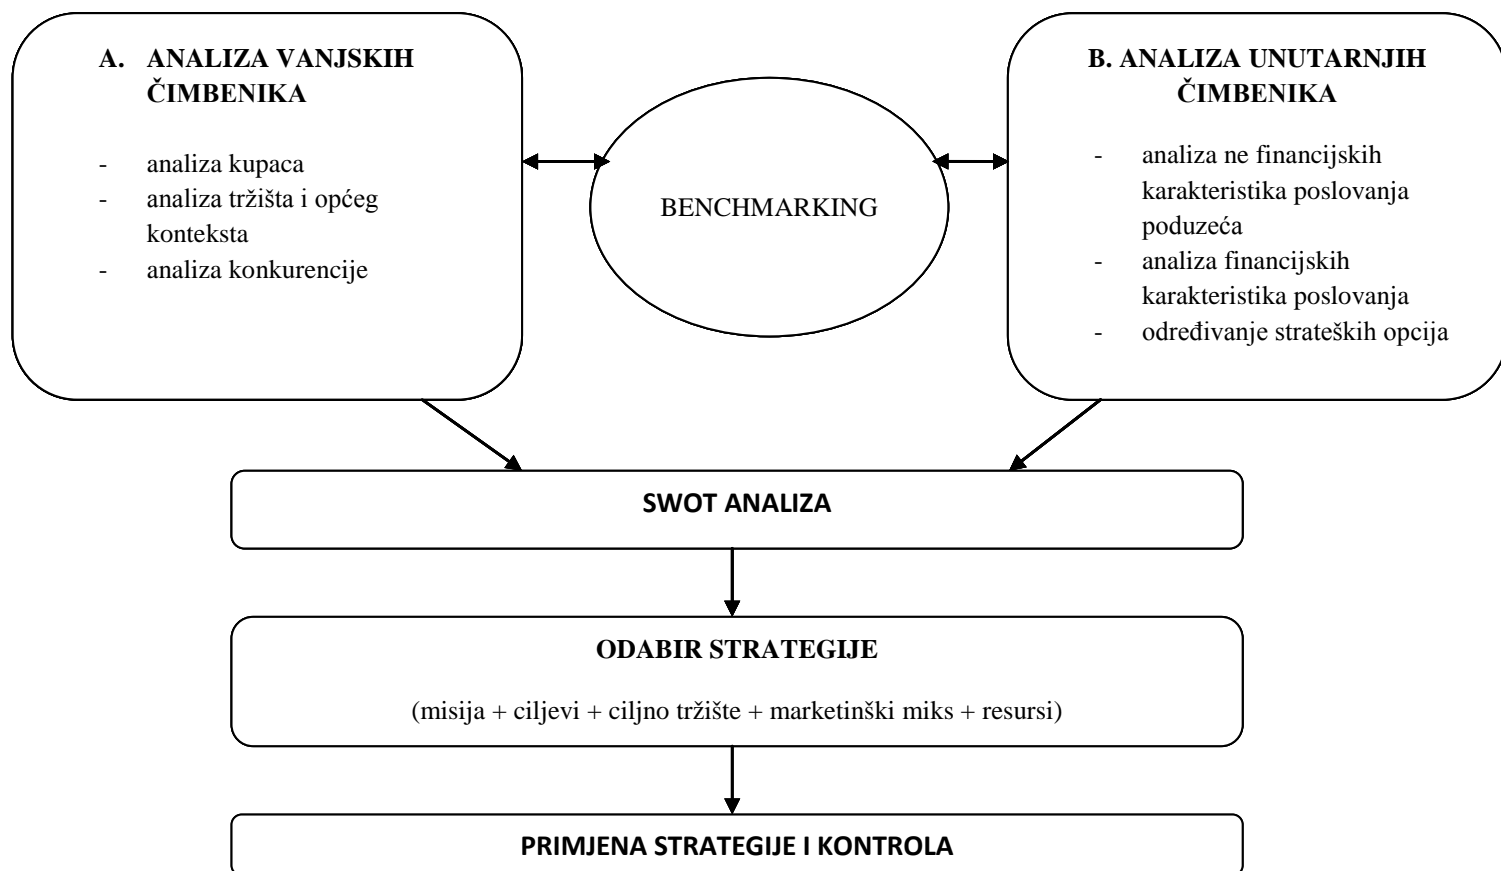 A. ANALIZA VANJSKIH
ČIMBENIKA
- analiza kupaca
- analiza tržišta i općeg
konteksta
- analiza konkurencije
BENCHMARKING
B. ANALIZA UNUTARNJIH
ČIMBENIKA
- analiza ne financijskih
karakteristika poslovanja
poduzeća
- analiza financijskih
karakteristika poslovanja
- određivanje strateških opcija
SWOT ANALIZA
ODABIR STRATEGIJE
(misija + ciljevi + ciljno tržište + marketinški miks + resursi)
PRIMJENA STRATEGIJE I KONTROLA